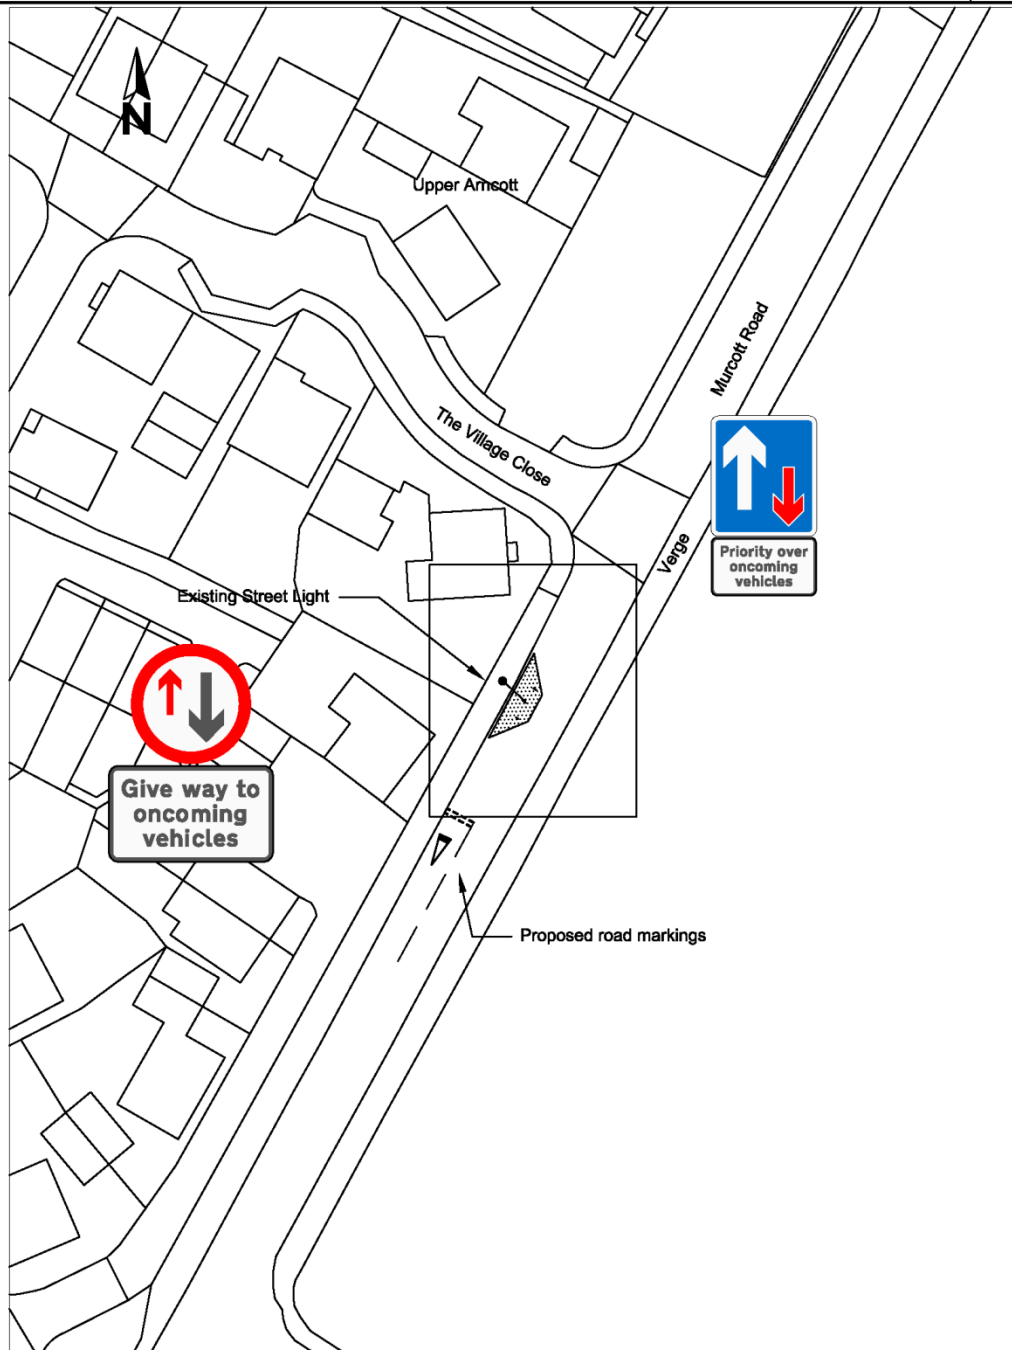 N
Upper Arncott
Murcott Road
The Village Close
Priority over
oncoming
vehicles
Verge
Existing Street Light
Give way to
oncoming
vehicles
Proposed road markings